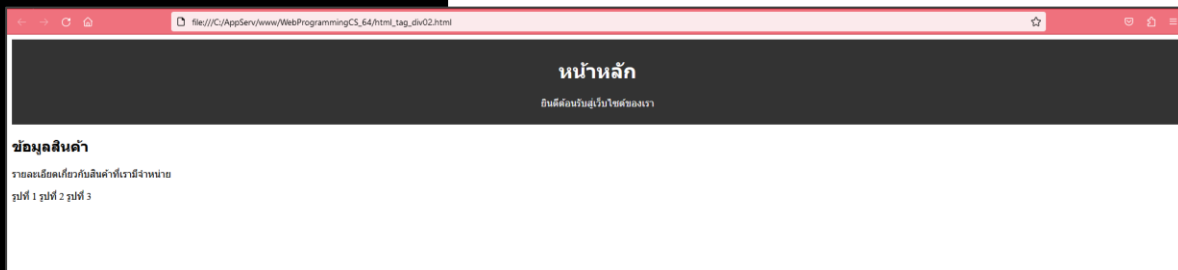 file:///C:/AppServ/www/WebProgrammingCS_64/html_tag_div02.html
หน้าหลัก
ยินดีต้อนรับสู่เว็บไซต์ของเรา
ข้อมูลสินค้า
รายละเอียดเกี่ยวกับสินค้าที่เรามีจำหน่าย
รูปที่ 1 รูปที่ 2 รูปที่ 3